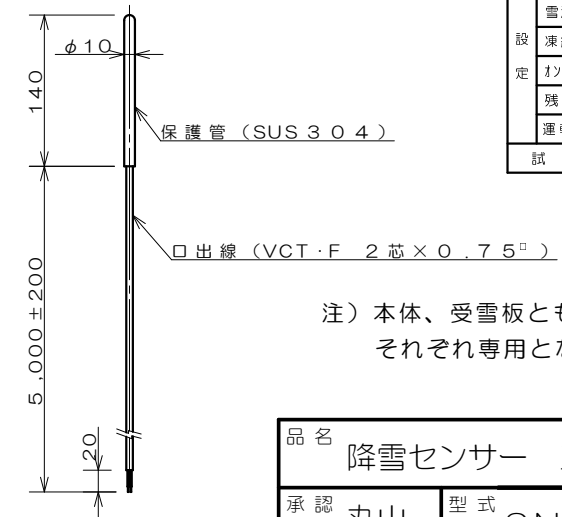 φ10
140
保護管（SUS３０４）
口出線（VCT・F　２芯×０.７５□）
5,000±200
20
設
定
雪
凍
残
試
注）本体、受雪板とも
それぞれ専用とな
品名
降雪センサー
承認
丸山
型式